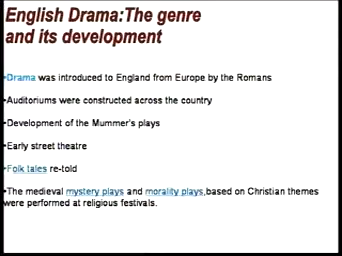 English Drama:The genre
and its development
•Drama was introduced to England from Europe by the Romans
•Auditoriums were constructed across the country
•Development of the Mummer's plays
•Early street theatre
•Folk tales re-told
•The medieval mystery plays and morality plays,based on Christian themes
were performed at religious festivals.